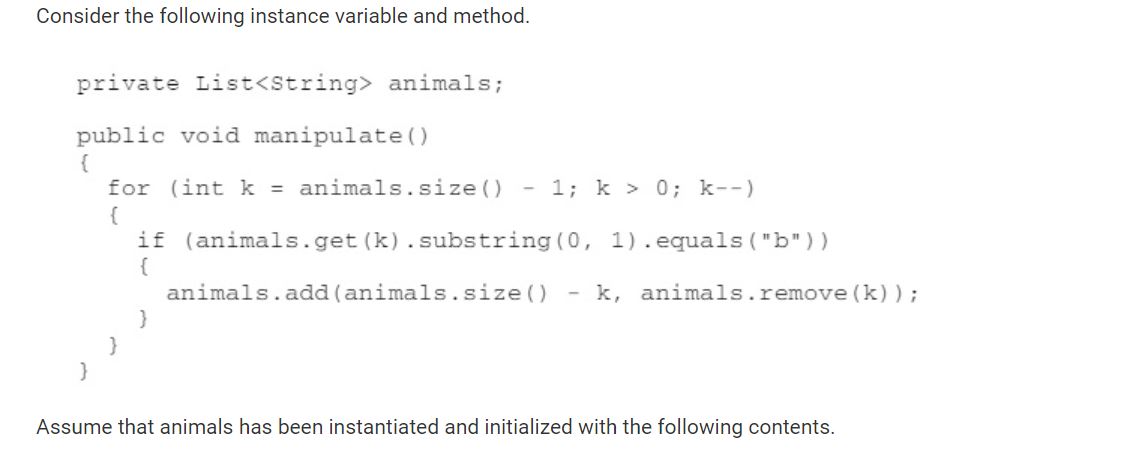 Consider the following instance variable and method.
private List<String> animals;
public void manipulate()
{
for (int k = animals.size() - 1; k > 0; k--)
{
if (animals.get(k).substring(0, 1).equals("b"))
{
animals.add(animals.size() - k, animals.remove(k));
}
}
}
Assume that animals has been instantiated and initialized with the following contents.